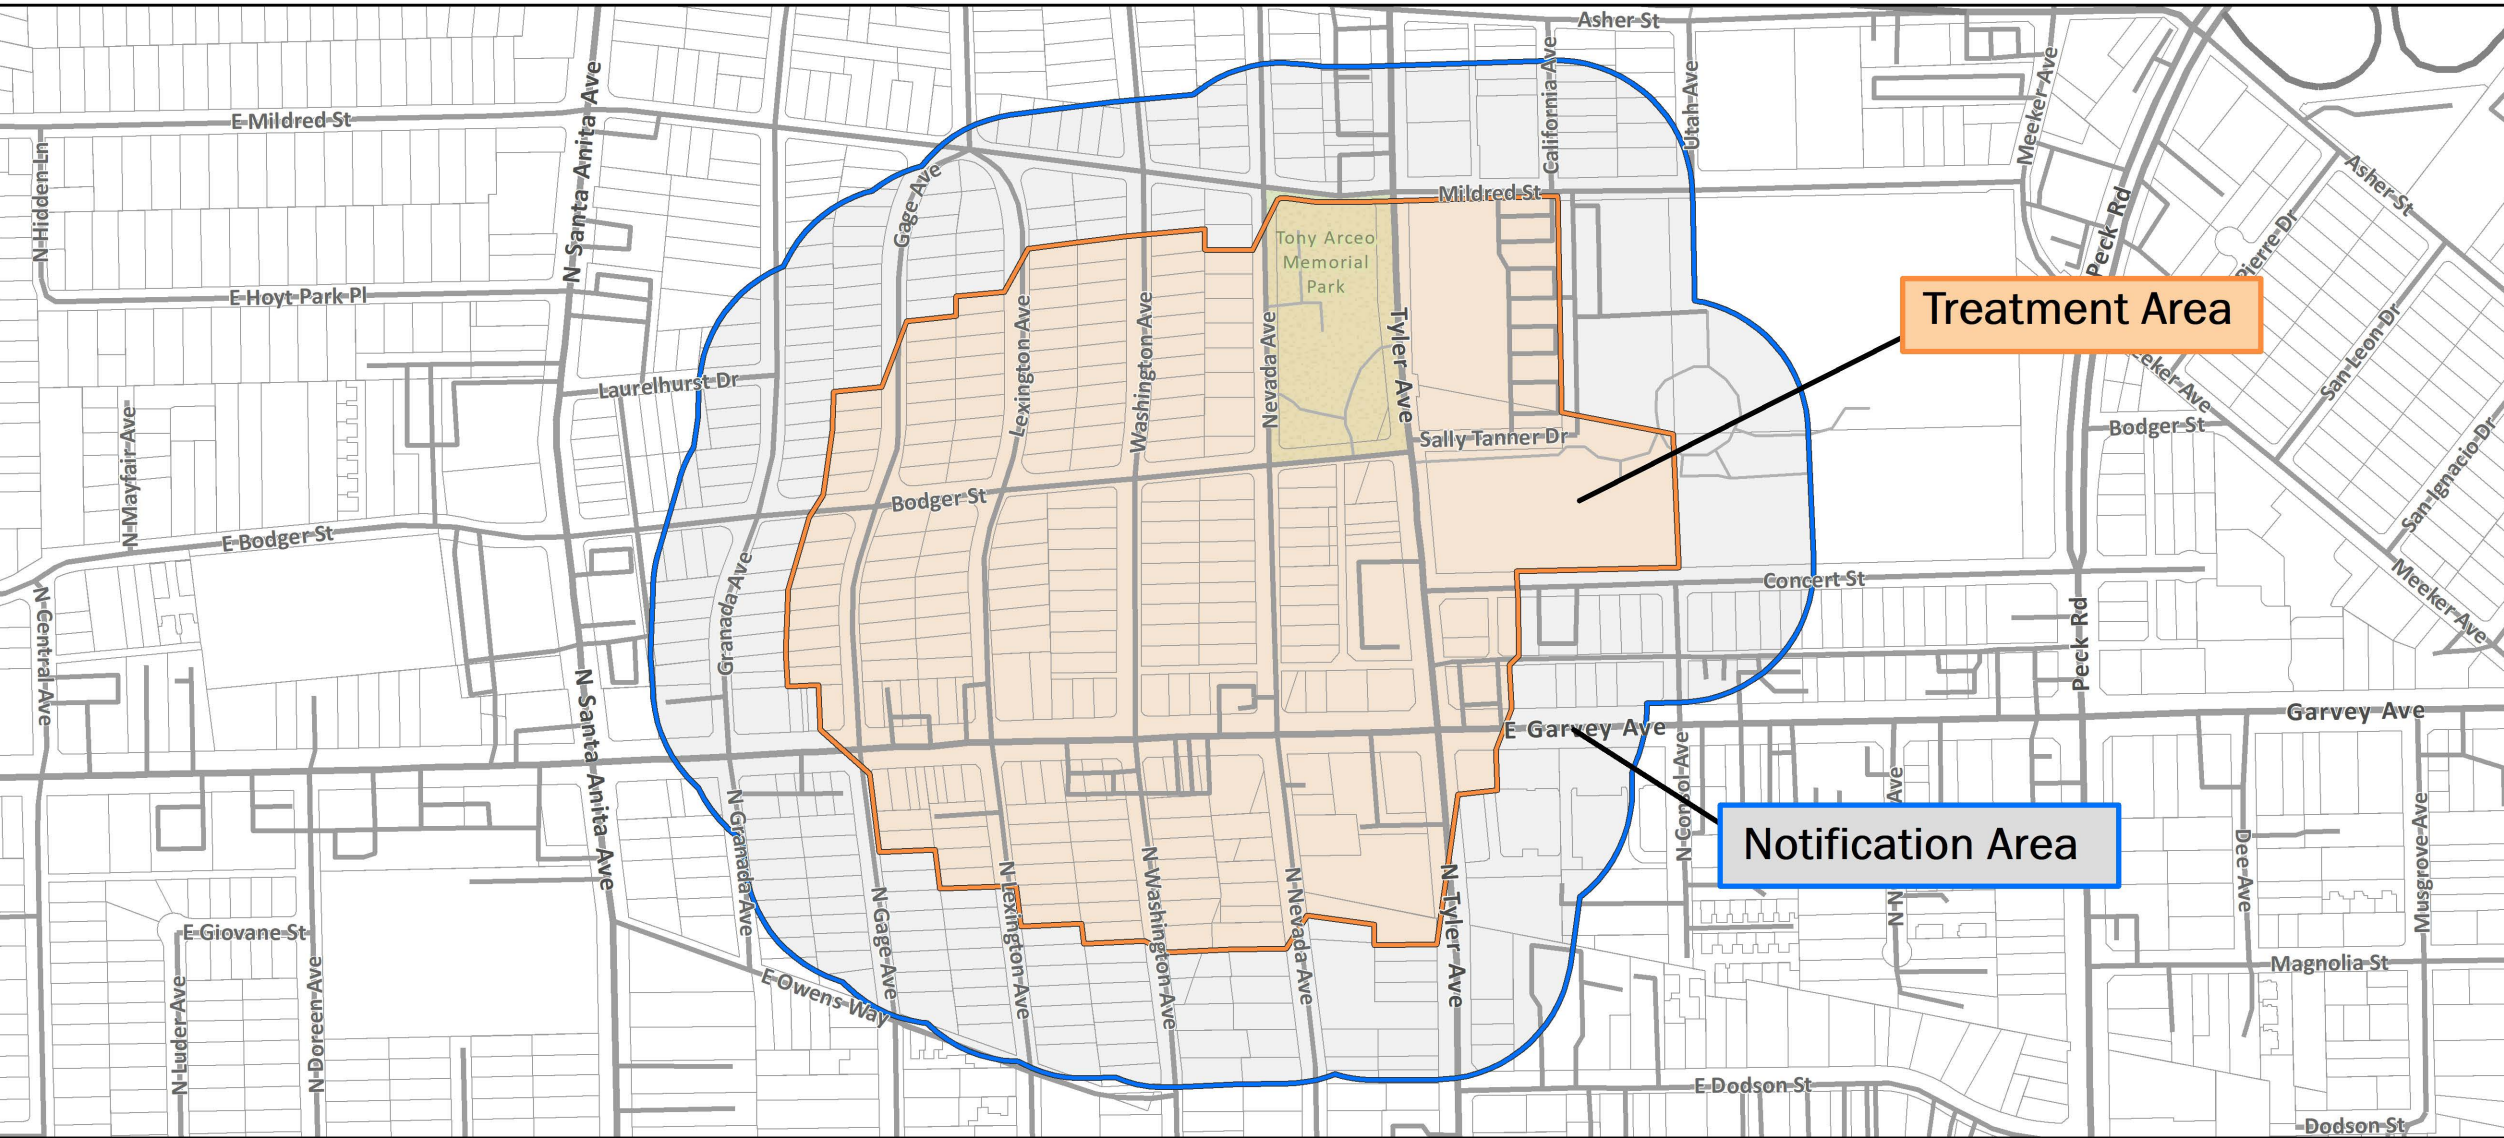 Asher St
N Santa Anita Ave
California Ave
Utah Ave
Meeker Ave
E Mildred St
N Hidden Ln
Gage Ave
Mildred St
Asher St
Peck Rd
Pierre Dr
Tony Arceo
Memorial
Park
Treatment Area
E Hoyt Park Pl
Lexington Ave
Washington Ave
Nevada Ave
Tyler Ave
San Leon Dr
Laurelhurst Dr
eeker Ave
N Mayfair Ave
Sally Tanner Dr
Bodger St
San Ignacio Dr
Bodger St
E Bodger St
Granada Ave
Concert St
Meeker Ave
N Central Ave
Peck Rd
N Santa Anita Ave
E Garvey Ave
Garvey Ave
N Consol Ave
Ave
N Granada Ave
Notification Area
Deee Ave
Musgrove Ave
N Gage Ave
N Lexington Ave
N Washington Ave
N Nevada Ave
N Tyler Ave
N N
E Giovane St
N Luder Ave
N Doreen Ave
E Owens Way
Magnolia St
E Dodson St
Dodson St